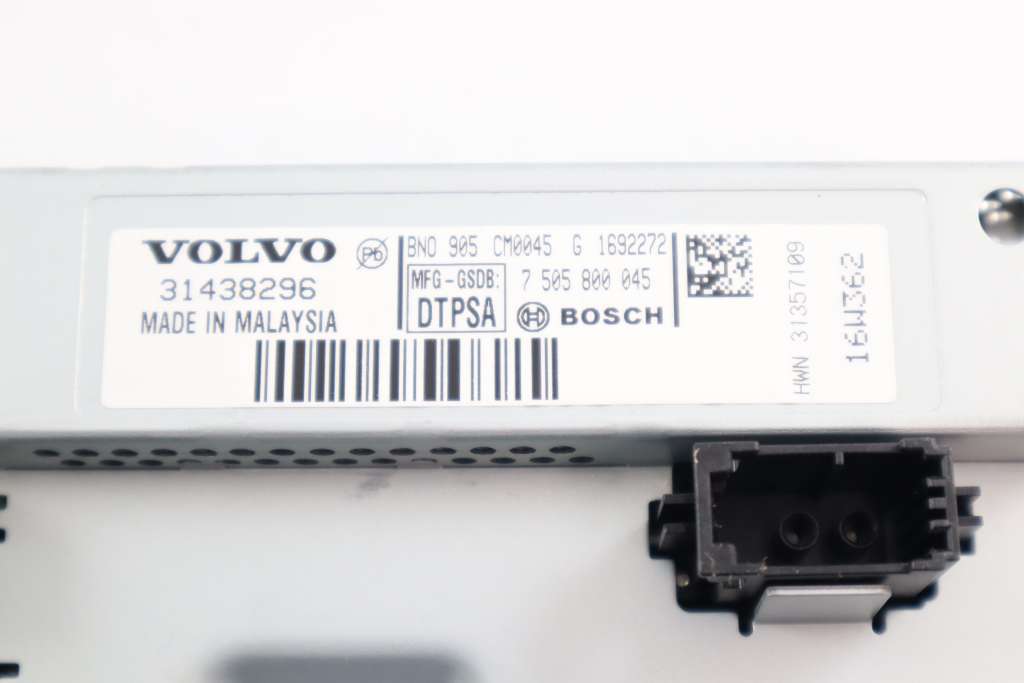 VOLVO
31438296
MADE IN MALAYSIA
Pb
BNO 905 CM0045 G 1692272
MFG-GSDB: 7 505 800 045
DTPSA BOSCH
HWN 31357109
16W362